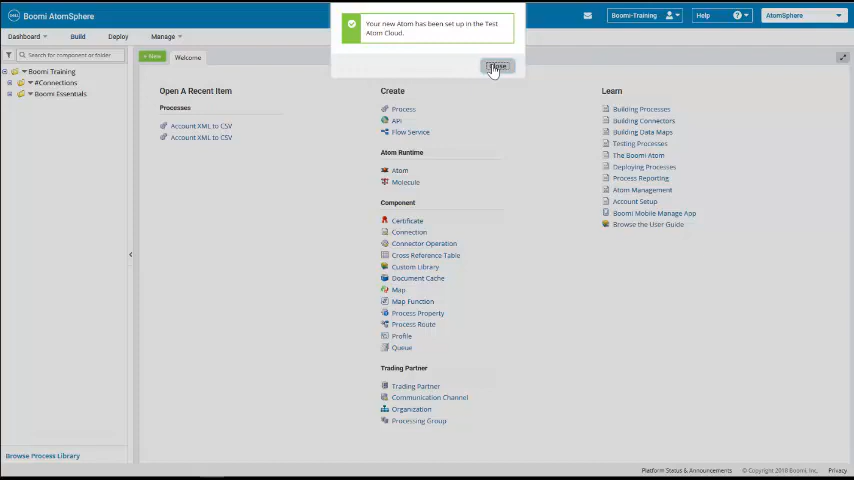 Boomi AtomSphere
Boomi-Training
Help
AtomSphere
Dashboard
Build
Deploy
Manage
Your new Atom has been set up in the Test
Atom Cloud.
Close
Search for component or folder
Boomi Training
#Connections
Boomi Essentials
Browse Process Library
+ New
Welcome
Open A Recent Item
Processes
Account XML to CSV
Account XML to CSV
Create
Process
API
Flow Service
Atom Runtime
Atom
Molecule
Component
Certificate
Connection
Connector Operation
Cross Reference Table
Custom Library
Document Cache
Map
Map Function
Process Property
Process Route
Profile
Queue
Trading Partner
Trading Partner
Communication Channel
Organization
Processing Group
Learn
Building Processes
Building Connectors
Building Data Maps
Testing Processes
The Boomi Atom
Deploying Processes
Process Reporting
Atom Management
Account Setup
Boomi Mobile Manage App
Browse the User Guide
Platform Status & Announcements
© Copyright 2018 Boomi, Inc.
Privacy